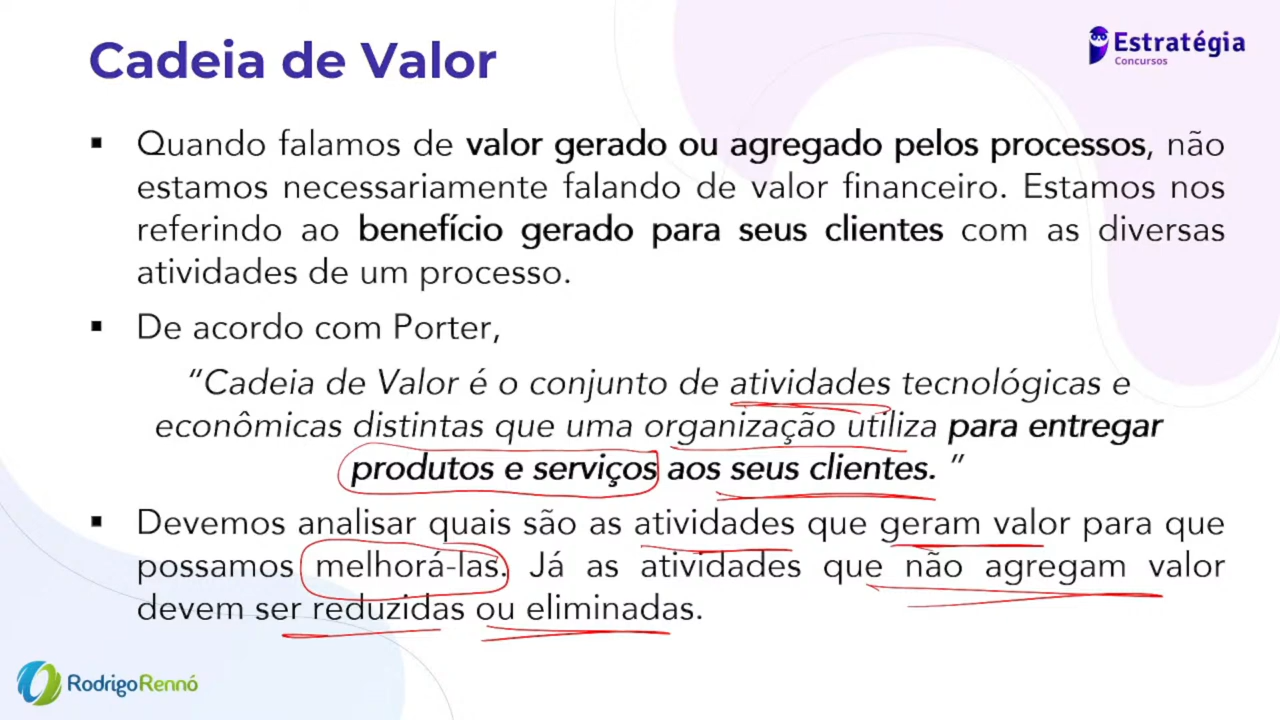 Cadeia de Valor
Estratégia
Concursos
▪ Quando falamos de valor gerado ou agregado pelos processos, não
estamos necessariamente falando de valor financeiro. Estamos nos
referindo ao benefício gerado para seus clientes com as diversas
atividades de um processo.
▪ De acordo com Porter,
“Cadeia de Valor é o conjunto de atividades tecnológicas e
econômicas distintas que uma organização utiliza para entregar
produtos e serviços aos seus clientes. ”
▪ Devemos analisar quais são as atividades que geram valor para que
possamos melhorá-las. Já as atividades que não agregam valor
devem ser reduzidas ou eliminadas.
RodrigoRennó